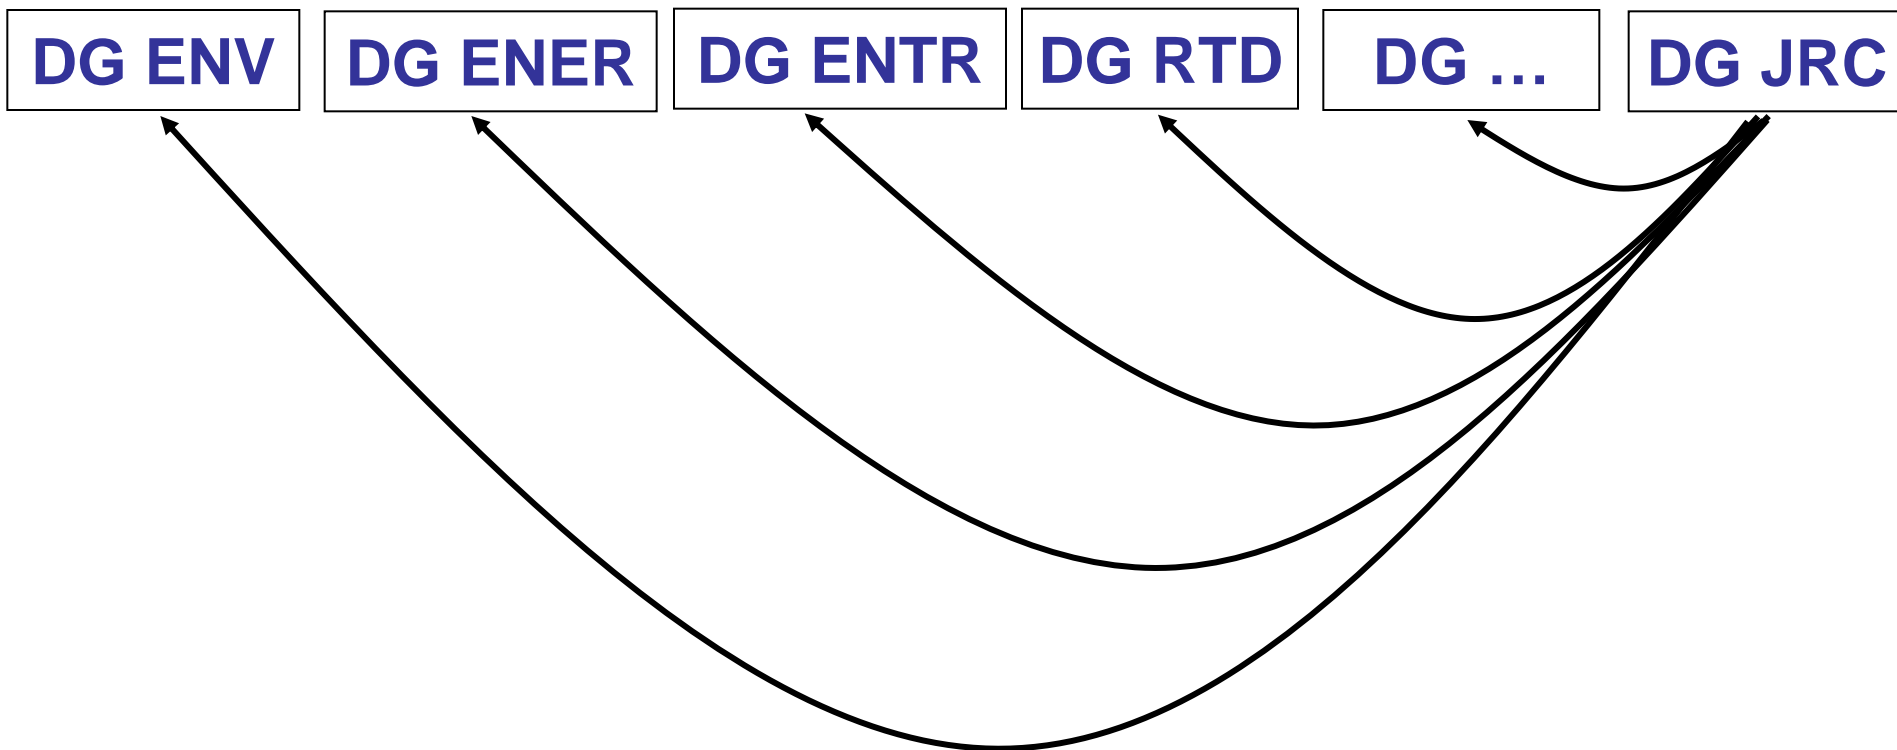 DG ENV
DG ENER
DG ENTR
DG RTD
DG …
DG JRC